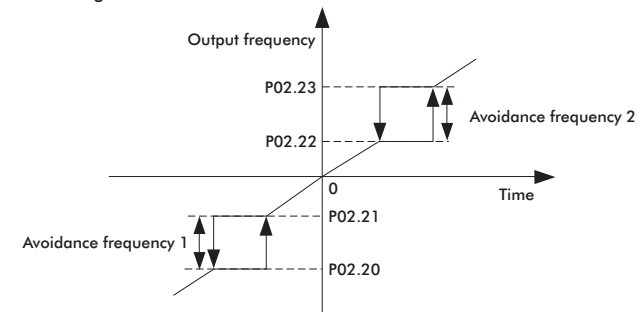 Output frequency
P02.23
Avoidance frequency 2
P02.22
0
Time
P02.21
Avoidance frequency 1
P02.20